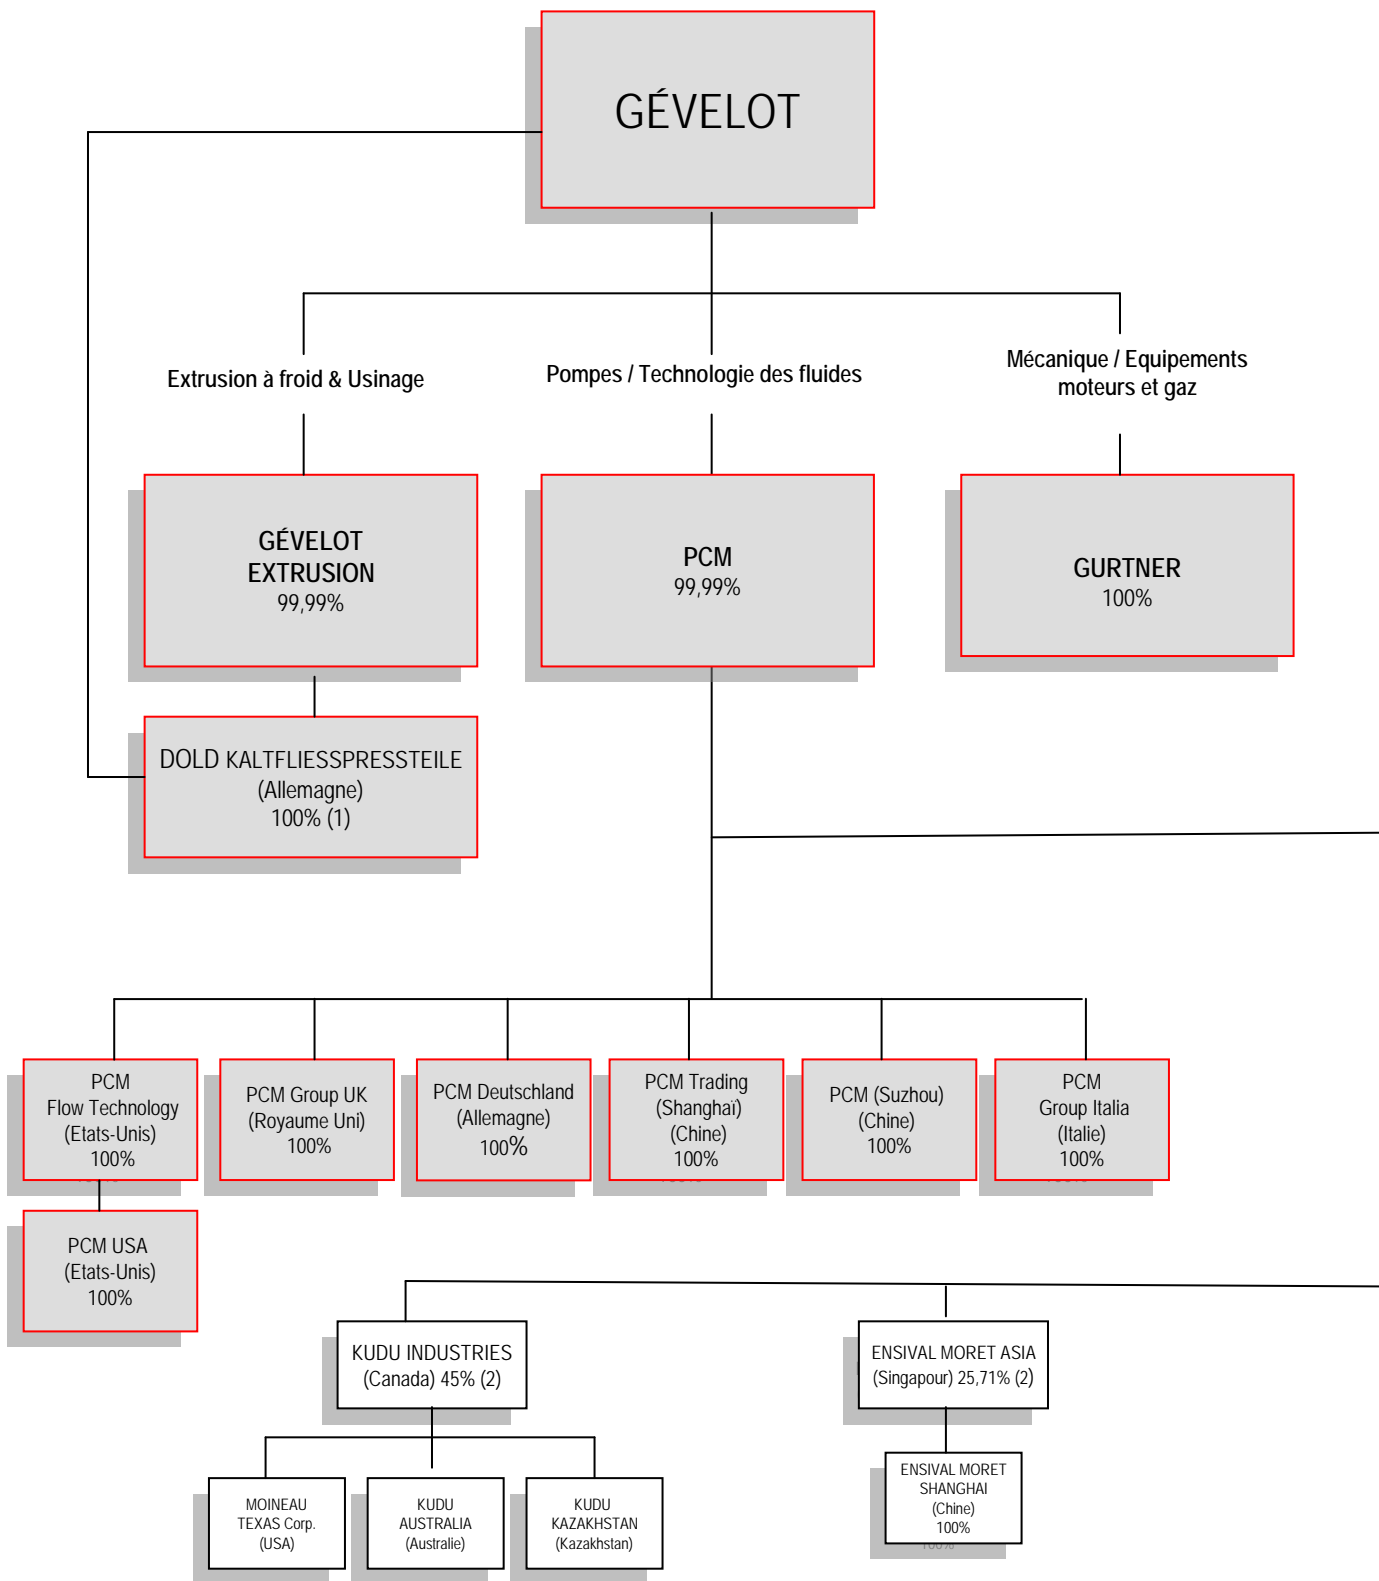 GÉVELOT
Extrusion à froid & Usinage
Pompes / Technologie des fluides
Mécanique / Equipements
moteurs et gaz
GÉVELOT
EXTRUSION
99,99%
PCM
99,99%
GURTNER
100%
DOLD KALTFLIESSPRESSTEILE
(Allemagne)
100% (1)
PCM
Flow Technology
(Etats-Unis)
100%
PCM Group UK
(Royaume Uni)
100%
PCM Deutschland
(Allemagne)
100%
PCM Trading
(Shanghaï)
(Chine)
100%
PCM (Suzhou)
(Chine)
100%
PCM
Group Italia
(Italie)
100%
PCM USA
(Etats-Unis)
100%
KUDU INDUSTRIES
(Canada) 45% (2)
ENSIVAL MORET ASIA
(Singapour) 25,71% (2)
MOINEAU
TEXAS Corp.
(USA)
KUDU
AUSTRALIA
(Australie)
KUDU
KAZAKHSTAN
(Kazakhstan)
ENSIVAL MORET
SHANGHAI
(Chine)
100%